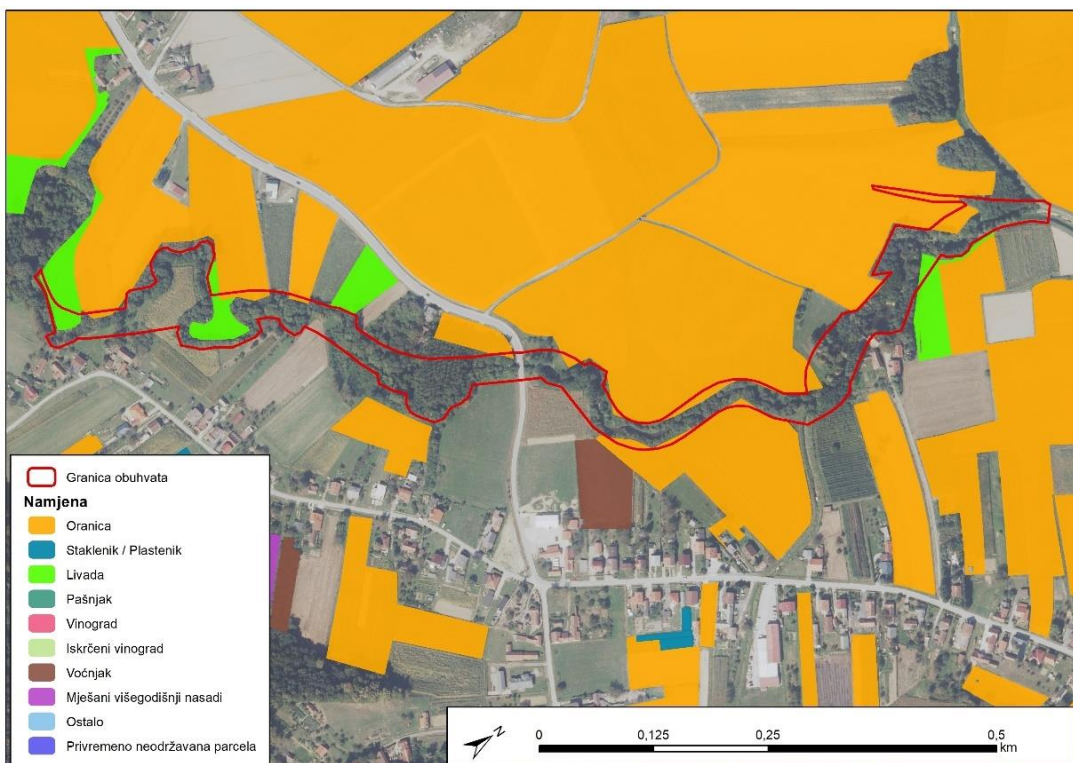 Granica obuhvata
Namjena
Oranica
Staklenik / Plastenik
Livada
Pašnjak
Vinograd
Iskrčeni vinograd
Voćnjak
Mješani višegodišnji nasadi
Ostalo
Privremeno neodržavana parcela
N
0 0,125 0,25 0,5
km